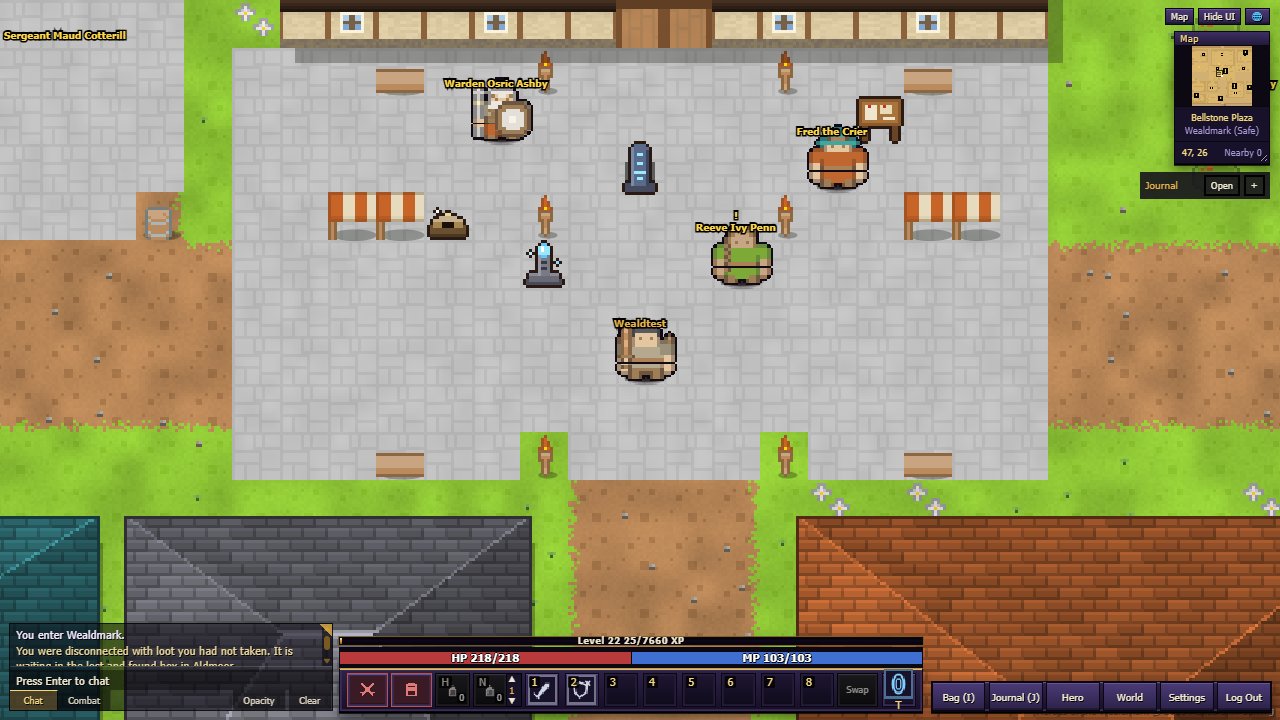 Map
Hide UI
Sergeant Maud Cotterill
Map
Warden Osric Ashby
Bellstone Plaza
Wealdmark (Safe)
Fred the Crier
47, 26
Nearby 0
Journal
Open
+
!
Reeve Ivy Penn
Wealdtest
You enter Wealdmark.
You were disconnected with loot you had not taken. It is
waiting in the lost and found box in Aldmoor.
Press Enter to chat
Chat
Combat
Opacity
Clear
Level 22 25/7660 XP
HP 218/218
MP 103/103
H
0
N
0
1
1
2
3
4
5
6
7
8
Swap
T
Bag (I)
Journal (J)
Hero
World
Settings
Log Out